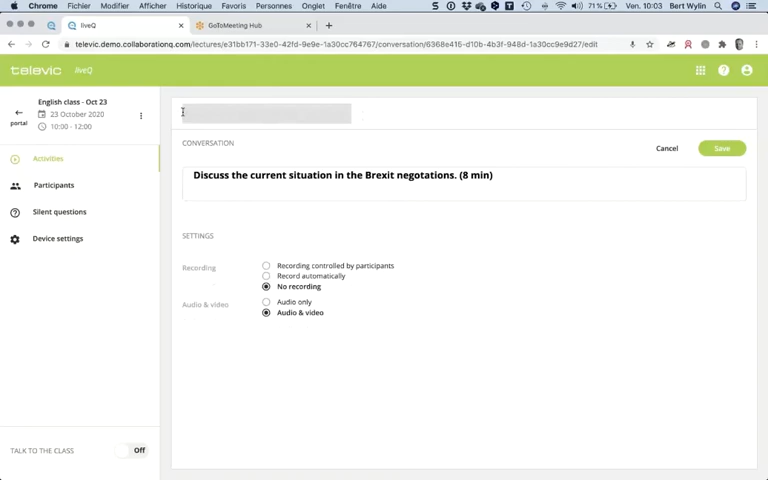 Chrome Fichier Modifier Afficher Historique Favoris Personnes Onglet Fenêtre Aide 71 % Ven. 10:03 Bert Wylin
liveQ GoToMeeting Hub
televic.demo.collaborationq.com/lectures/e31bb171-33e0-42fd-9e9e-1a30cc764767/conversation/6368e416-d10b-4b3f-948d-1a30cc9e9d27/edit
televic liveQ
English class - Oct 23
23 October 2020
10:00 - 12:00
portal
Activities
Participants
Silent questions
Device settings
TALK TO THE CLASS Off
CONVERSATION
Cancel Save
Discuss the current situation in the Brexit negotations. (8 min)
SETTINGS
Recording
Recording controlled by participants
Record automatically
No recording
Audio & video
Audio only
Audio & video